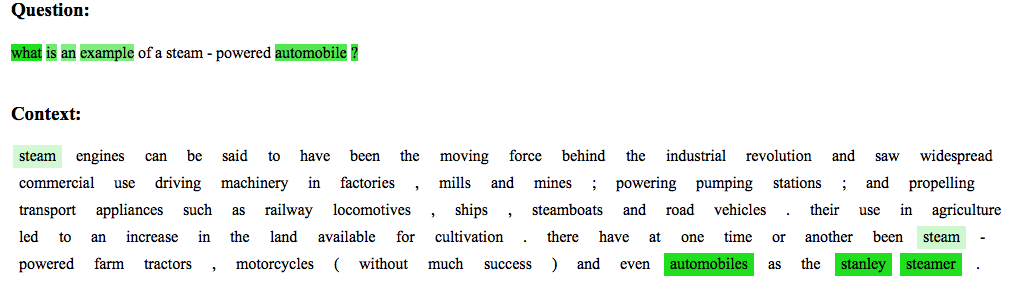 Question:
what is an example of a steam - powered automobile ?
Context:
steam engines can be said to have been the moving force behind the industrial revolution and saw widespread
commercial use driving machinery in factories , mills and mines ; powering pumping stations ; and propelling
transport appliances such as railway locomotives , ships , steamboats and road vehicles . their use in agriculture
led to an increase in the land available for cultivation . there have at one time or another been steam -
powered farm tractors , motorcycles ( without much success ) and even automobiles as the stanley steamer .